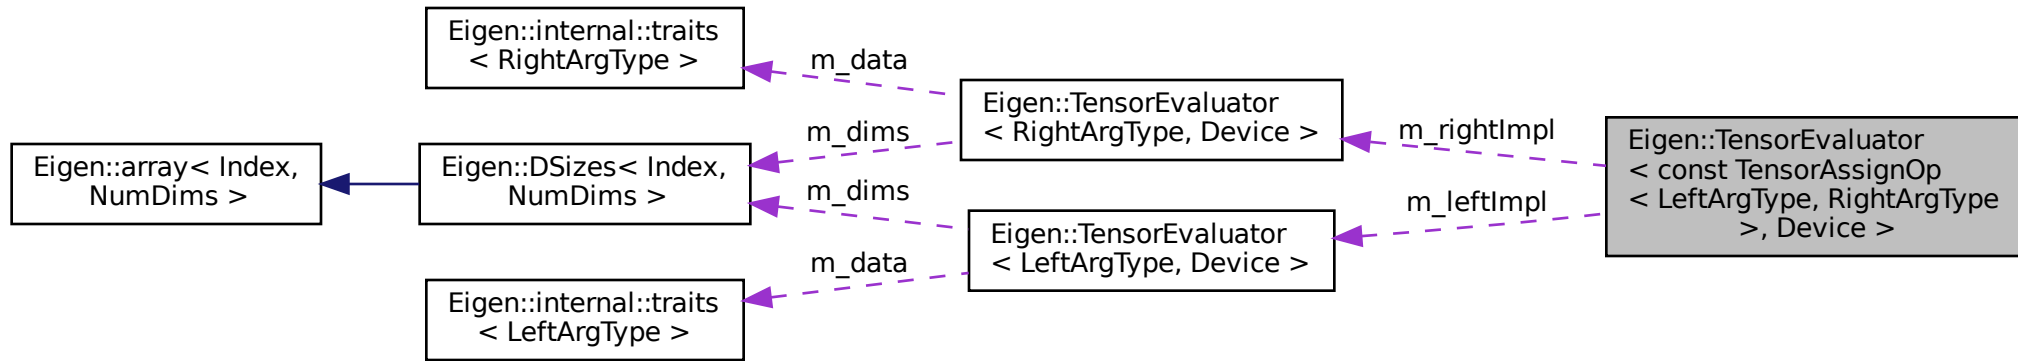 Eigen::internal::traits
< RightArgType >
m_data
Eigen::TensorEvaluator
< RightArgType, Device >
m_rightImpl
Eigen::TensorEvaluator
< const TensorAssignOp
< LeftArgType, RightArgType
>, Device >
m_dims
Eigen::array< Index,
NumDims >
Eigen::DSizes< Index,
NumDims >
m_dims
m_leftImpl
Eigen::TensorEvaluator
< LeftArgType, Device >
m_data
Eigen::internal::traits
< LeftArgType >